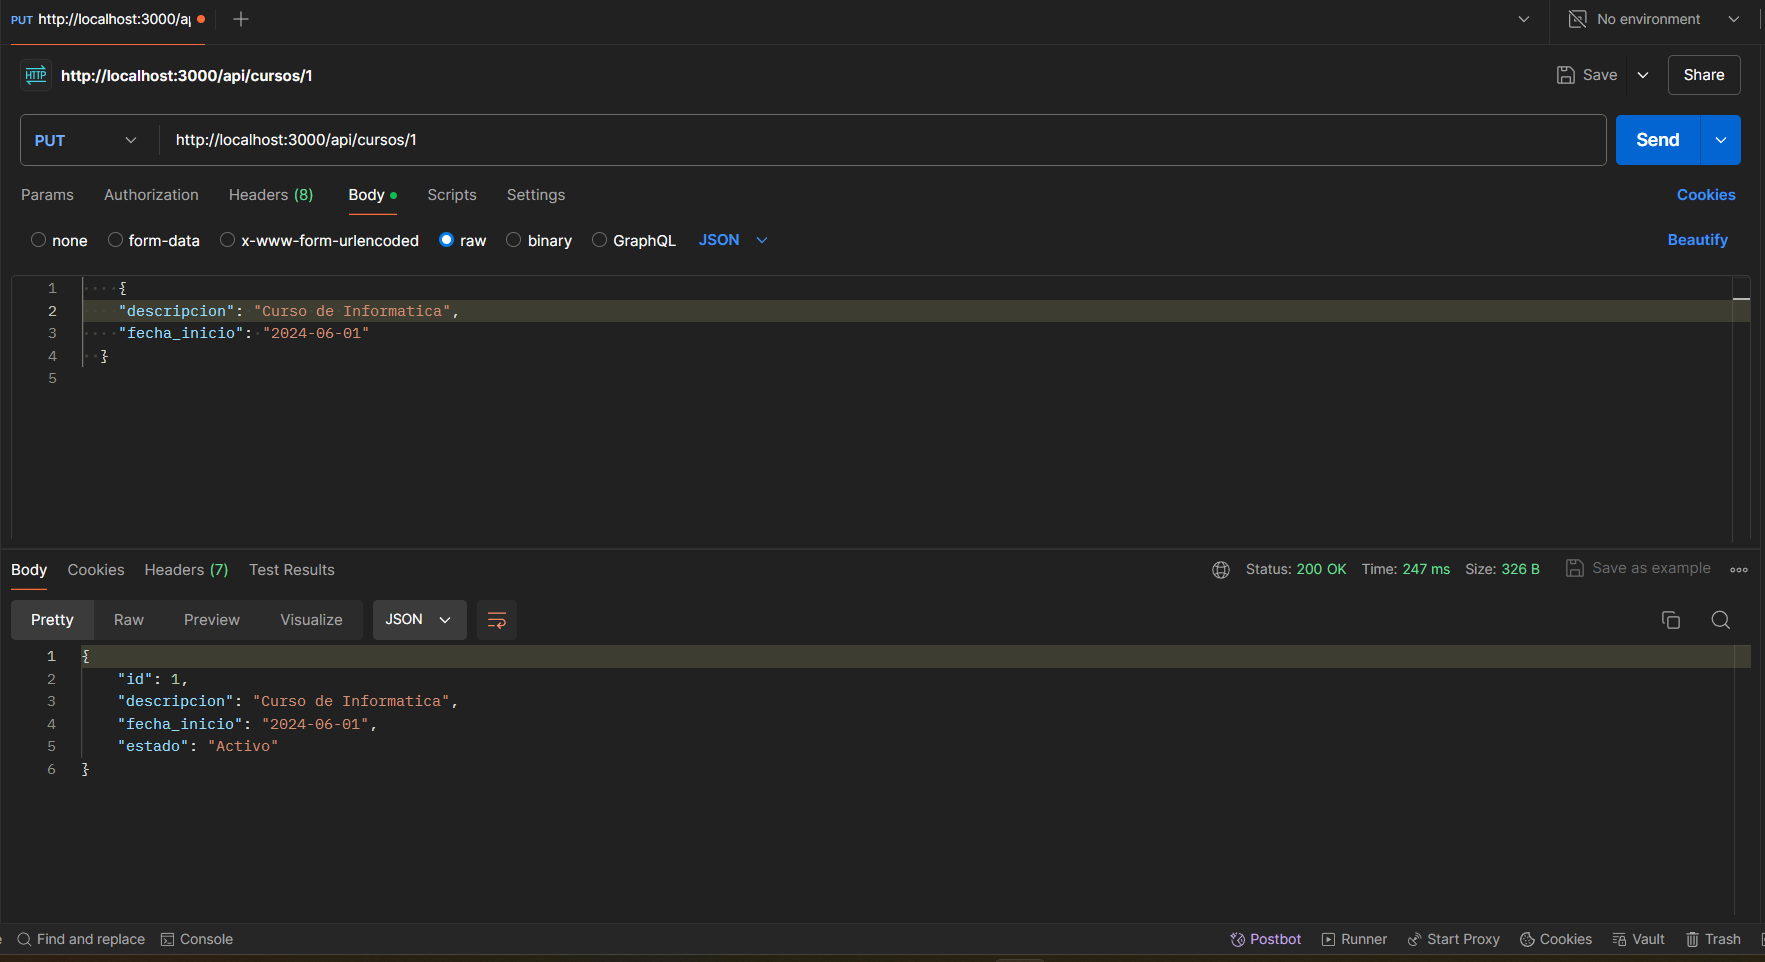 PUT http://localhost:3000/a
No environment
HTTP http://localhost:3000/api/cursos/1
Save
Share
PUT http://localhost:3000/api/cursos/1
Send
Params Authorization Headers (8) Body Scripts Settings Cookies
none form-data x-www-form-urlencoded raw binary GraphQL JSON Beautify
1 {
2 "descripcion": "Curso de Informatica",
3 "fecha_inicio": "2024-06-01"
4 }
5
Body Cookies Headers (7) Test Results Status: 200 OK Time: 247 ms Size: 326 B Save as example
Pretty Raw Preview Visualize JSON
1 {
2 "id": 1,
3 "descripcion": "Curso de Informatica",
4 "fecha_inicio": "2024-06-01",
5 "estado": "Activo"
6 }
Find and replace Console Postbot Runner Start Proxy Cookies Vault Trash